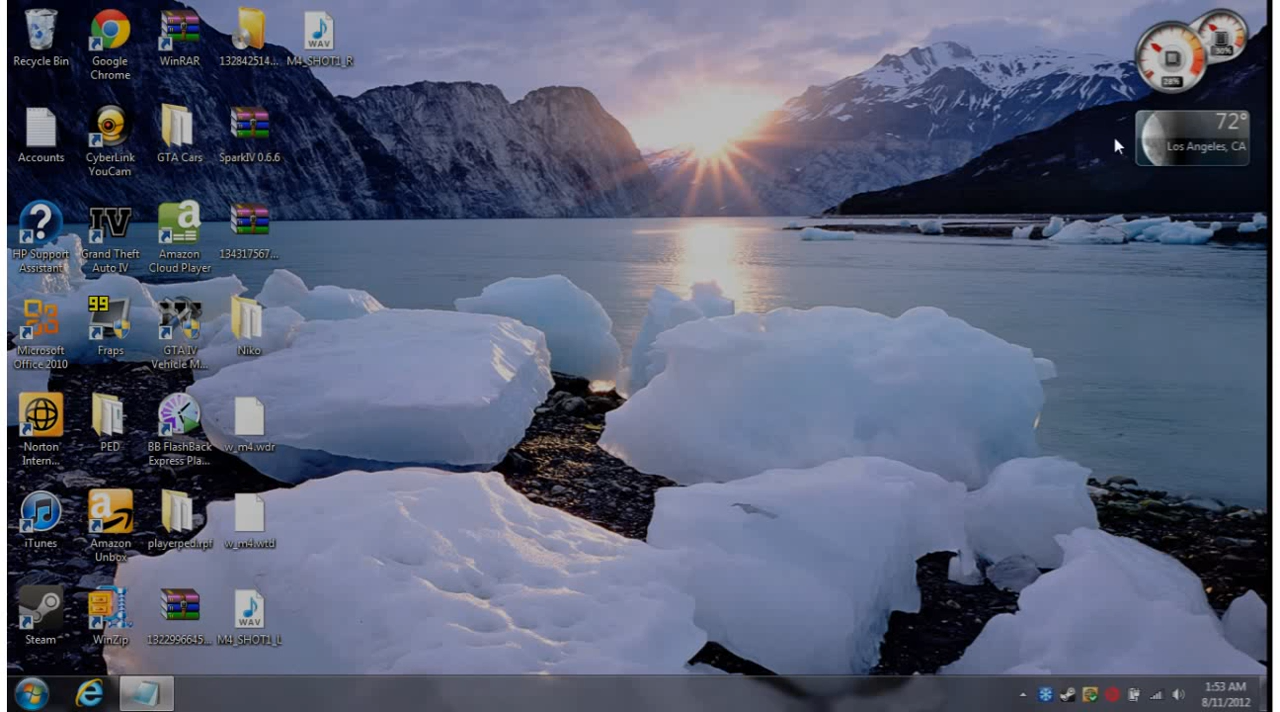 Recycle Bin
Google
Chrome
WinRAR
132842514...
M4_SHOT1_R
WAV
Accounts
CyberLink
YouCam
GTA Cars
SparkIV 0.6.6
HP Support
Assistant
Grand Theft
Auto IV
Amazon
Cloud Player
134317567...
Microsoft
Office 2010
99
Fraps
GTA IV
Vehicle M...
Niko
Norton
Intern...
PED
BB FlashBack
Express Pla...
w_m4.wdr
iTunes
Amazon
Unbox
playerped.rpf
w_m4.wtd
Steam
WinZip
1322996645...
WAV
M4_SHOT1_L
30%
28%
72°
Los Angeles, CA
1:53 AM
8/11/2012